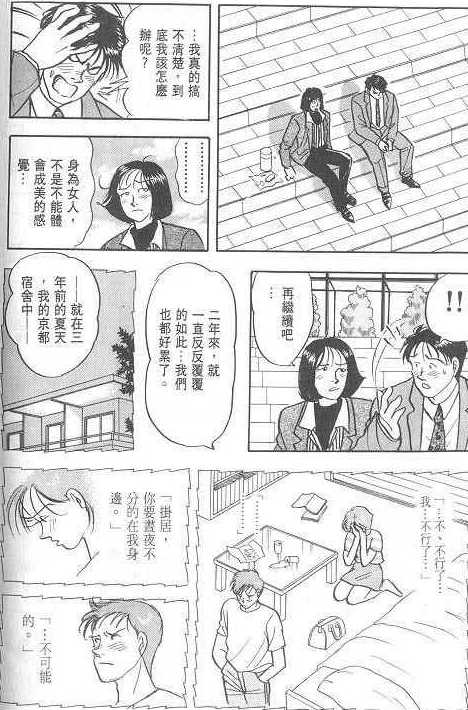 …我真的搞
不清楚，到
底我該怎麼
辦呢？
………
身為女人，
不是不能體
會成美的感
覺…
!!
再繼續吧
…
二年來，就
一直反反覆覆
的如此…我們
也都好累了。
——就在三
年前的夏天
，我的京都
宿舍中——
「…不、不行了…
我…不行了…」
「掛居，
你要晝夜不
分的在我身
邊。」
「…不可能
的。」